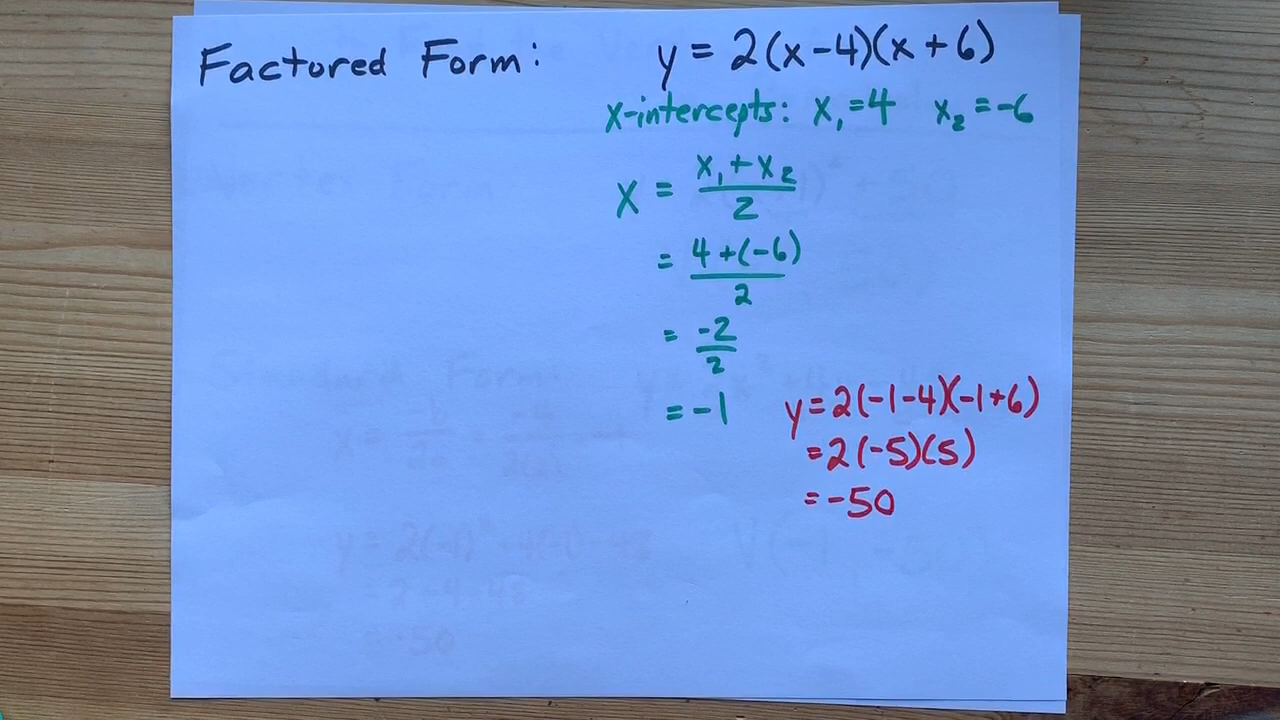 Factored Form: y = 2(x-4)(x+6)
x-intercepts: x₁=4 x₂=-6
x = (x₁+x₂)/2
= (4+(-6))/2
= -2/2
= -1
y=2(-1-4)(-1+6)
=2(-5)(5)
=-50